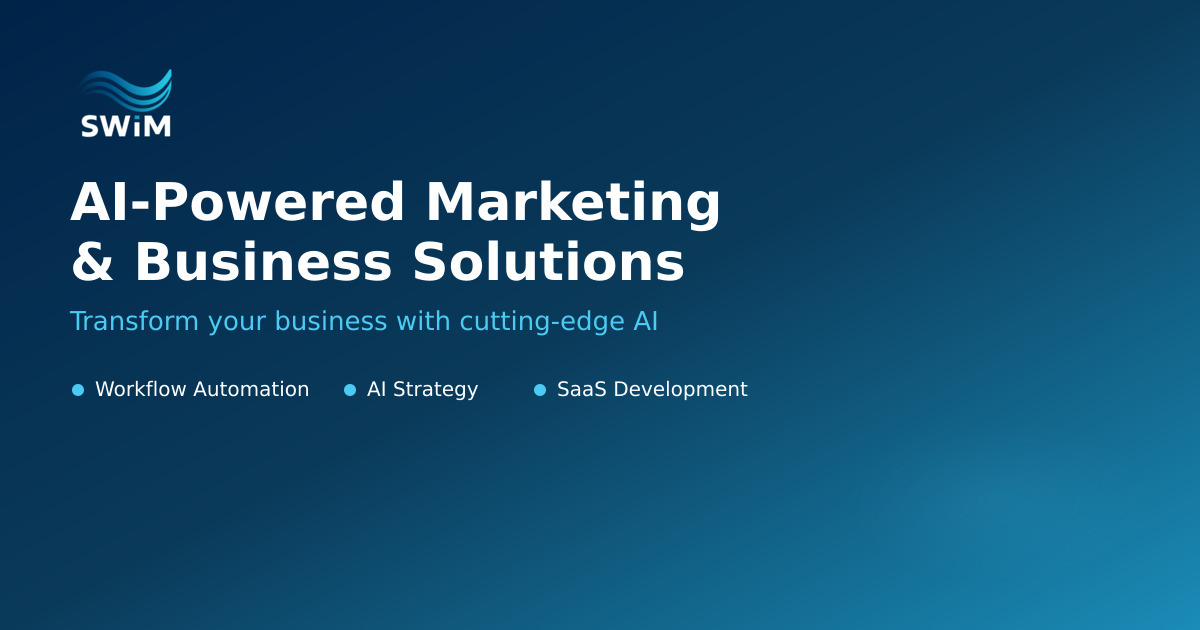 SWiM
AI-Powered Marketing
& Business Solutions
Transform your business with cutting-edge AI
Workflow Automation
AI Strategy
SaaS Development